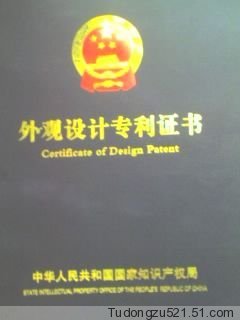 外观设计专利证书
Certificate of Design Patent
中华人民共和国国家知识产权局
STATE INTELLECTUAL PROPERTY OFFICE OF THE PEOPLE'S REPUBLIC OF CHINA
Tudongzu521.51.com